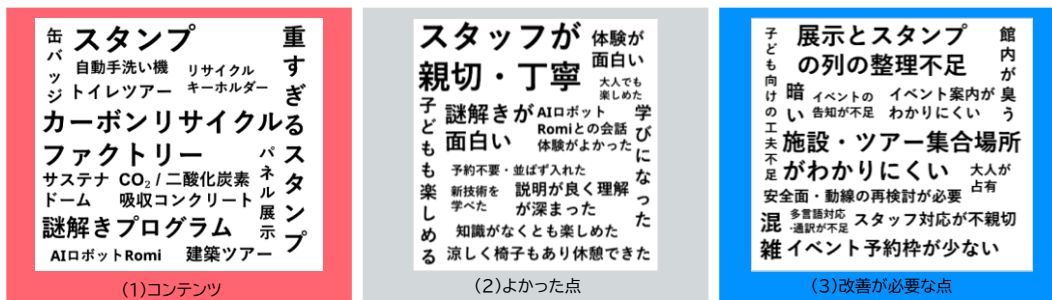 缶バッジ
スタンプ
重すぎるスタンプ
自動手洗い機
リサイクル
キーホルダー
トイレツアー
カーボンリサイクル
ファクトリー
パネル展示
サステナ
ドーム
CO₂ / 二酸化炭素
吸収コンクリート
謎解きプログラム
AIロボットRomi
建築ツアー
(1)コンテンツ
スタッフが
親切・丁寧
体験が
面白い
大人でも
楽しめた
子どもも楽しめる
謎解きが
面白い
AIロボット
Romiとの会話
体験がよかった
学びになった
予約不要・並ばず入れた
新技術を
学べた
説明が良く理解
が深まった
知識がなくとも楽しめた
涼しく椅子もあり休憩できた
(2)よかった点
子ども向けの工夫不足
展示とスタンプ
の列の整理不足
館内が臭う
暗い
イベントの
告知が不足
イベント案内が
わかりにくい
施設・ツアー集合場所
がわかりにくい
大人が
占有
安全面・動線の再検討が必要
混雑
多言語対応
・通訳が不足
スタッフ対応が不親切
イベント予約枠が少ない
(3)改善が必要な点